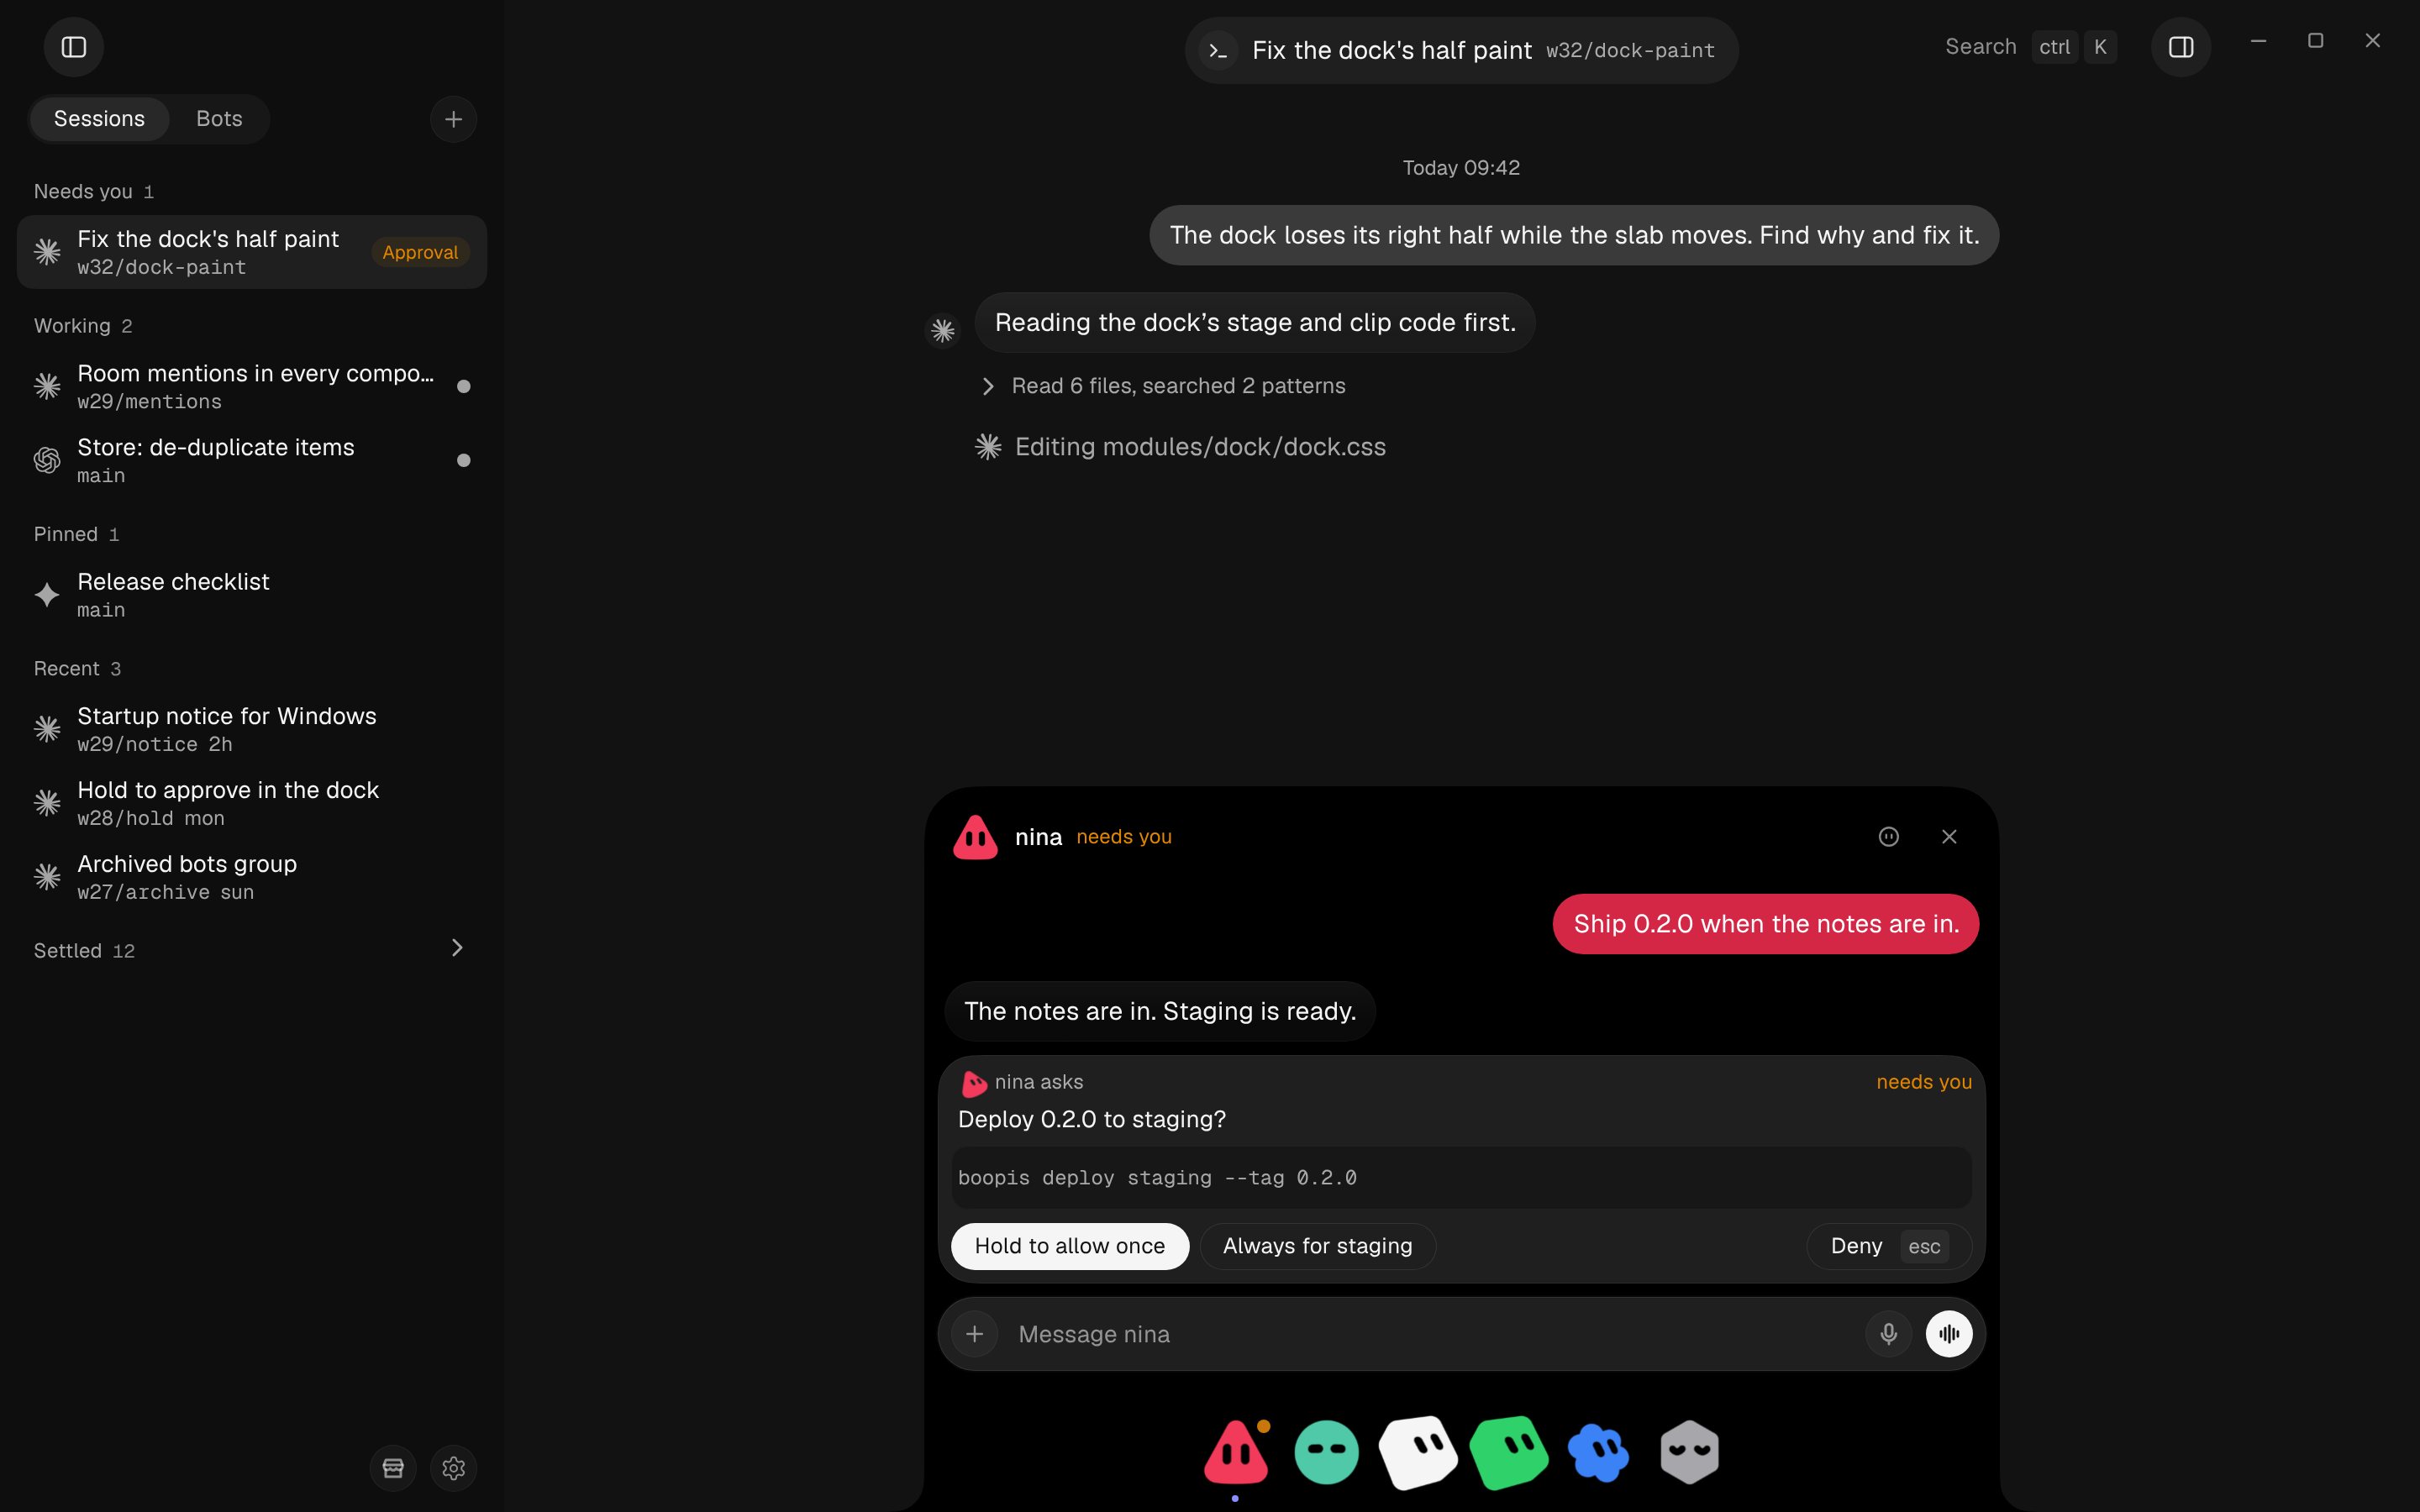 Fix the dock's half paint w32/dock-paint
Search ctrl K
Sessions Bots
Needs you 1
Fix the dock's half paint
w32/dock-paint
Approval
Working 2
Room mentions in every compo…
w29/mentions
Store: de-duplicate items
main
Pinned 1
Release checklist
main
Recent 3
Startup notice for Windows
w29/notice 2h
Hold to approve in the dock
w28/hold mon
Archived bots group
w27/archive sun
Settled 12
Today 09:42
The dock loses its right half while the slab moves. Find why and fix it.
Reading the dock’s stage and clip code first.
Read 6 files, searched 2 patterns
Editing modules/dock/dock.css
nina needs you
Ship 0.2.0 when the notes are in.
The notes are in. Staging is ready.
nina asks needs you
Deploy 0.2.0 to staging?
boopis deploy staging --tag 0.2.0
Hold to allow once Always for staging Deny esc
Message nina